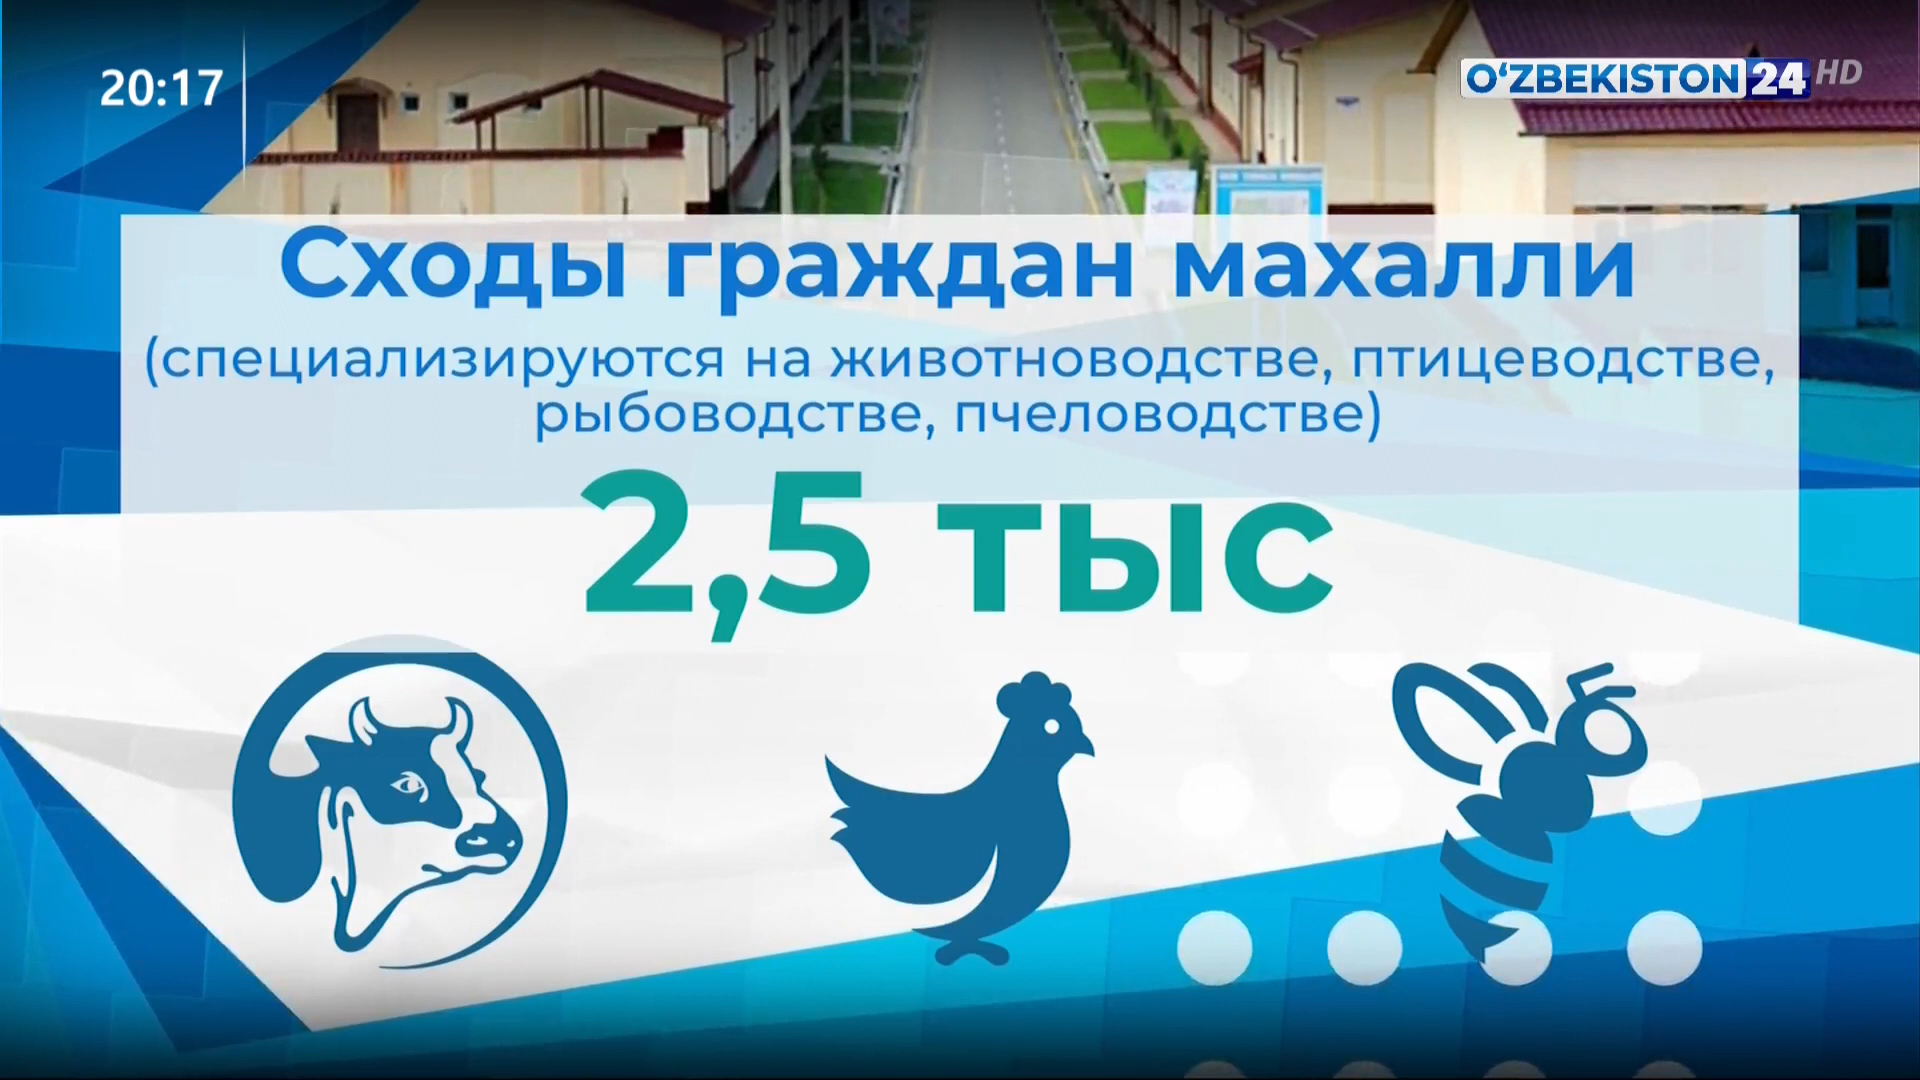 20:17
O‘ZBEKISTON 24 HD
Сходы граждан махалли
(специализируются на животноводстве, птицеводстве,
рыбоводстве, пчеловодстве)
2,5 тыс